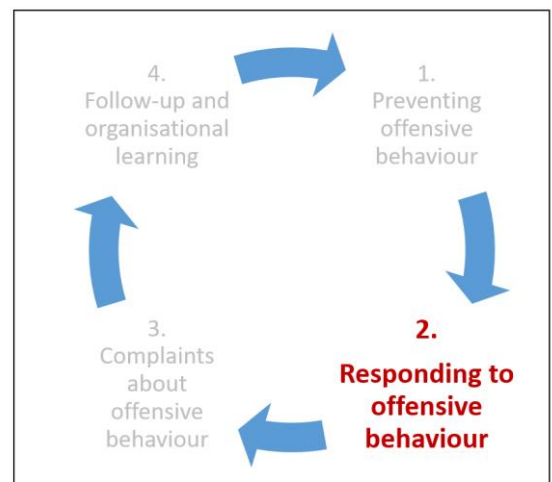 1.
Preventing
offensive
behaviour
2.
Responding to
offensive
behaviour
3.
Complaints
about
offensive
behaviour
4.
Follow-up and
organisational
learning